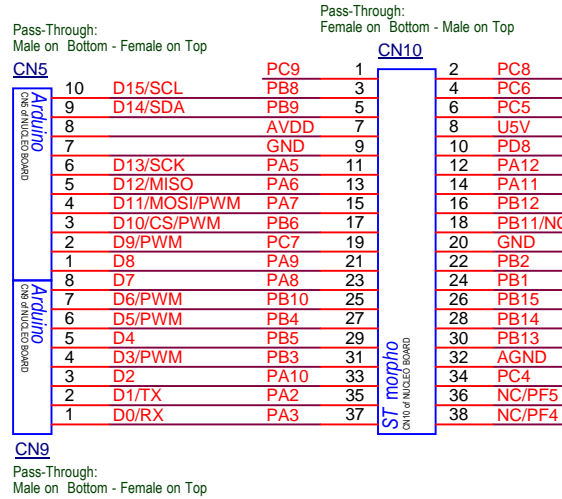 Pass-Through:
Female on Bottom - Male on Top
Pass-Through:
Male on Bottom - Female on Top
CN10
CN5
PC9 1 2 PC8
10 D15/SCL PB8 3 4 PC6
9 D14/SDA PB9 5 6 PC5
8 AVDD 7 8 U5V
7 GND 9 10 PD8
6 D13/SCK PA5 11 12 PA12
5 D12/MISO PA6 13 14 PA11
4 D11/MOSI/PWM PA7 15 16 PB12
3 D10/CS/PWM PB6 17 18 PB11/NC
2 D9/PWM PC7 19 20 GND
1 D8 PA9 21 22 PB2
8 D7 PA8 23 24 PB1
7 D6/PWM PB10 25 26 PB15
6 D5/PWM PB4 27 28 PB14
5 D4 PB5 29 30 PB13
4 D3/PWM PB3 31 32 AGND
3 D2 PA10 33 34 PC4
2 D1/TX PA2 35 36 NC/PF5
1 D0/RX PA3 37 38 NC/PF4
Arduino
CN5 of NUCLEO BOARD
Arduino
CN9 of NUCLEO BOARD
ST morpho
CN10 of NUCLEO BOARD
CN9
Pass-Through:
Male on Bottom - Female on Top